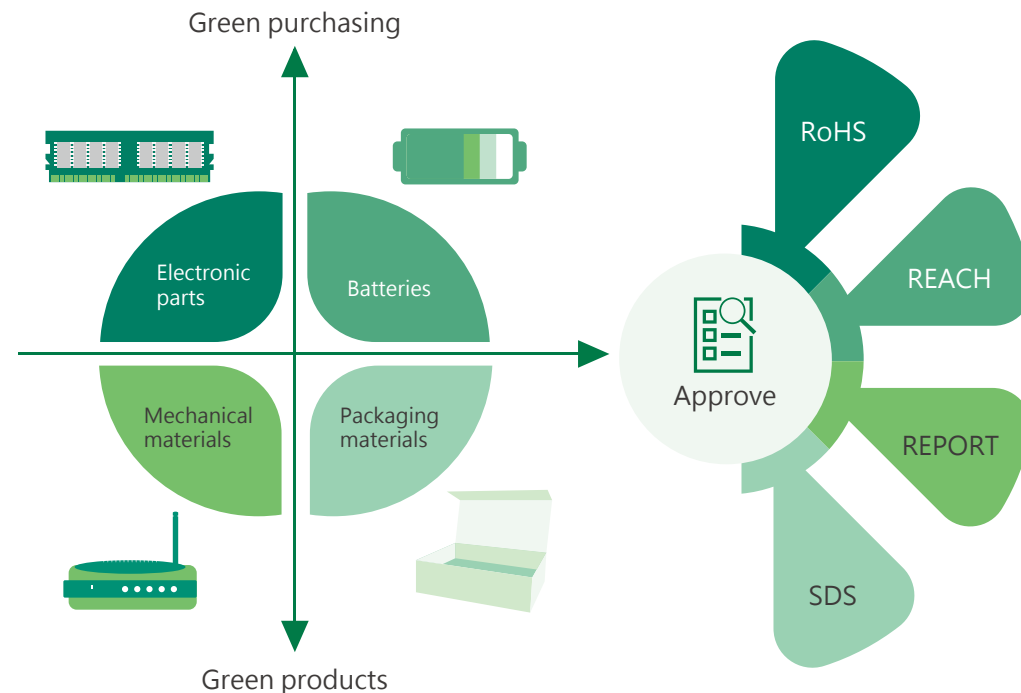 Green purchasing
Electronic
parts
Batteries
Mechanical
materials
Packaging
materials
Green products
Approve
RoHS
REACH
REPORT
SDS